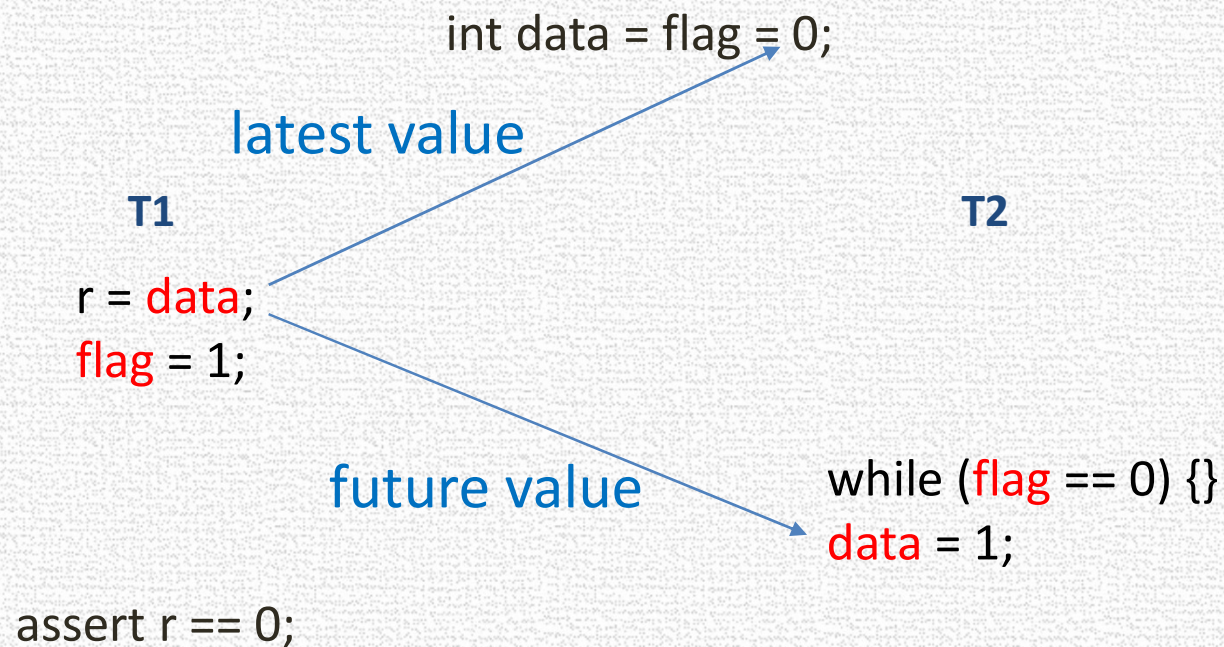 int data = flag = 0;
latest value
T1
T2
r = data;
flag = 1;
future value
while (flag == 0) {}
data = 1;
assert r == 0;